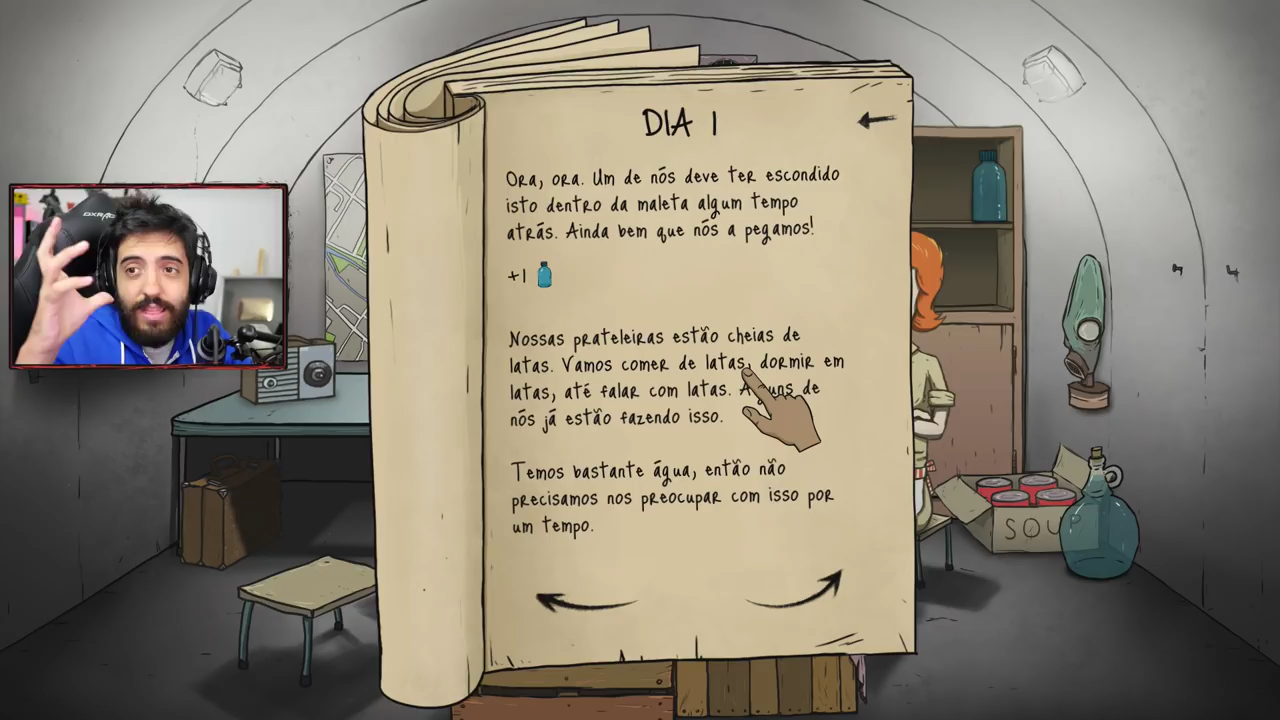 DIA 1
Ora, ora. Um de nós deve ter escondido
isto dentro da maleta algum tempo
atrás. Ainda bem que nós a pegamos!
+1
Nossas prateleiras estão cheias de
latas. Vamos comer de latas, dormir em
latas, até falar com latas. Alguns de
nós já estão fazendo isso.
Temos bastante água, então não
precisamos nos preocupar com isso por
um tempo.
SOUP